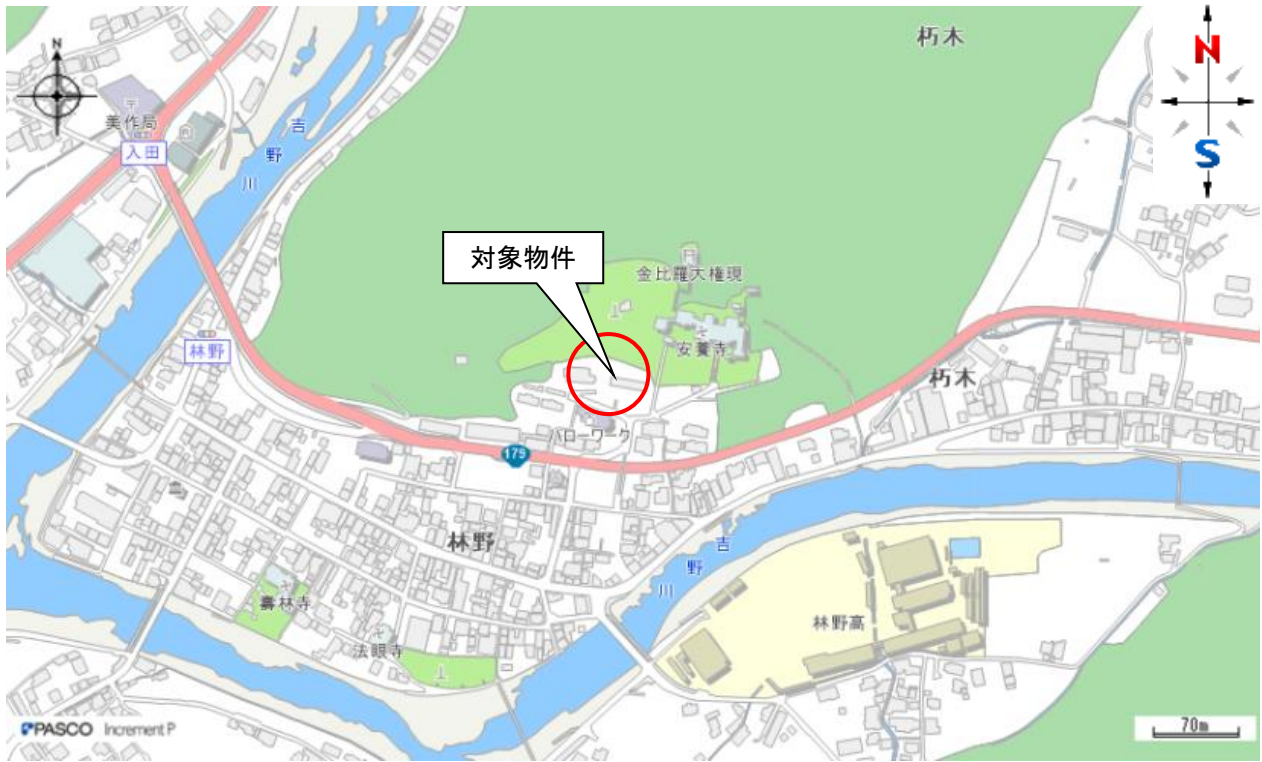 朽木
N
N
S
美作局
入田
吉
野
川
対象物件
金比羅大権現
安養寺
林野
朽木
ハローワーク
179
林野
吉
野
川
壽林寺
法眼寺
林野高
PASCO Increment P
70m